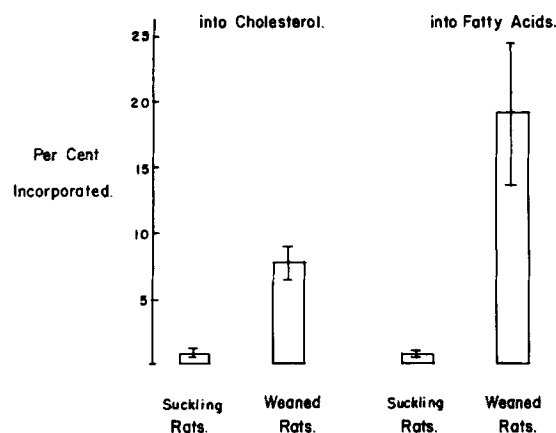 into Cholesterol.
into Fatty Acids.
25
20
15
10
5
Per Cent
Incorporated.
Suckling
Rats.
Weaned
Rats.
Suckling
Rats.
Weaned
Rats.